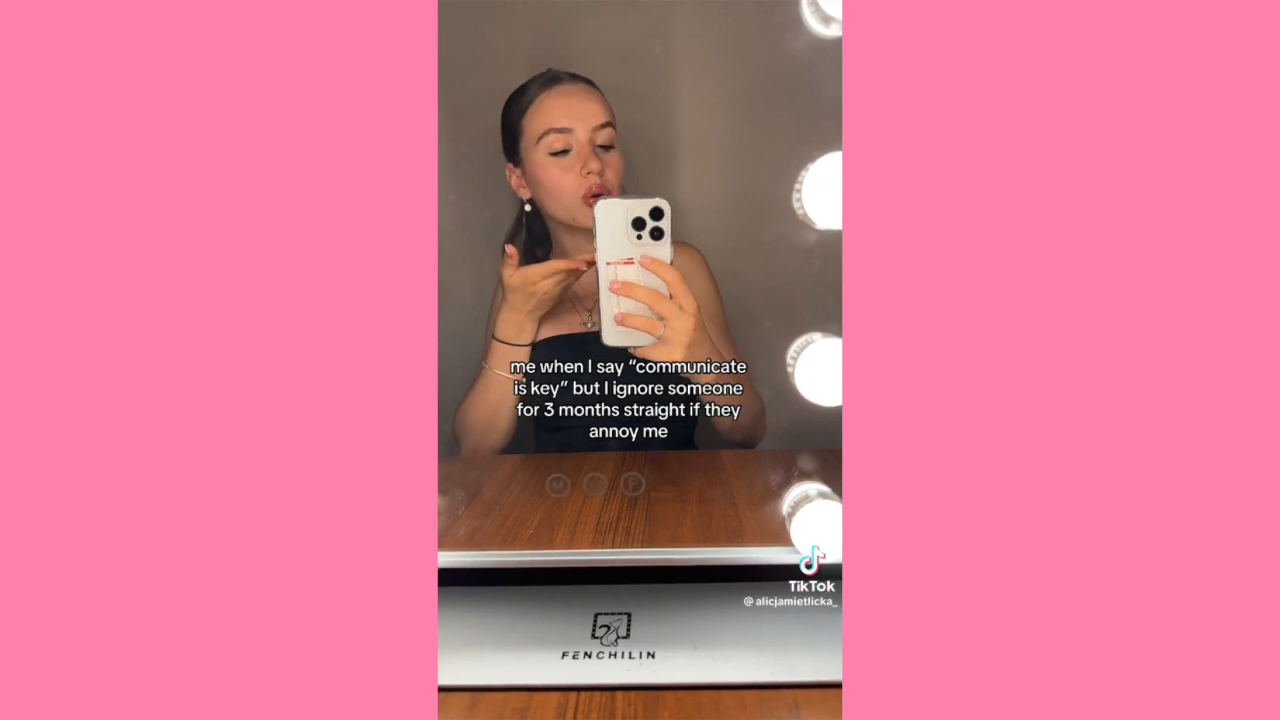 me when I say “communicate
is key” but I ignore someone
for 3 months straight if they
annoy me
M
P
TikTok
@alicjamietlicka_
FENCHILIN